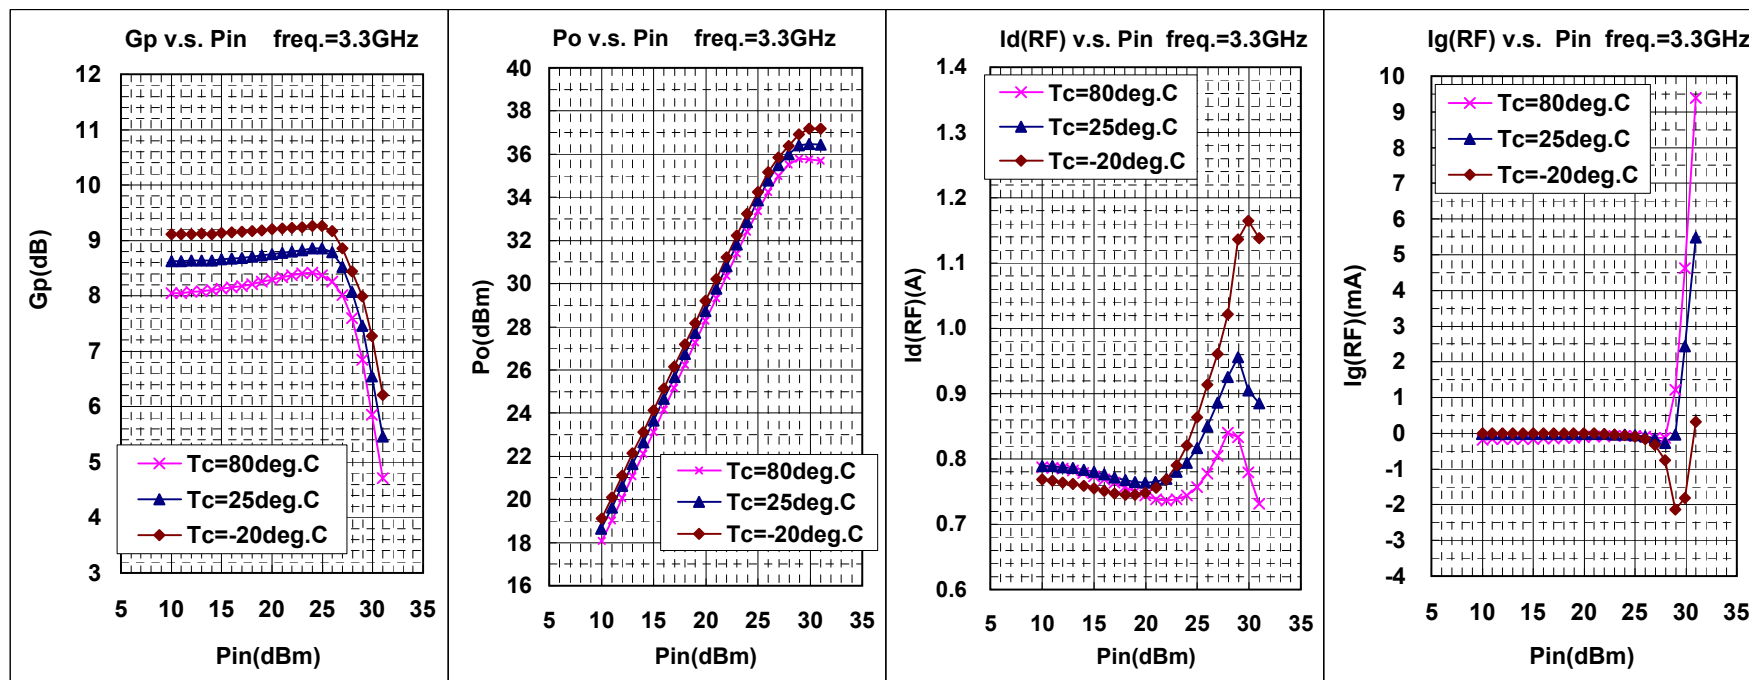 Gp v.s. Pin freq.=3.3GHz
12
11
10
9
8
7
6
5
4
3
Gp(dB)
Tc=80deg.C
Tc=25deg.C
Tc=-20deg.C
5 10 15 20 25 30 35
Pin(dBm)
Po v.s. Pin freq.=3.3GHz
40
38
36
34
32
30
28
26
24
22
20
18
16
Po(dBm)
Tc=80deg.C
Tc=25deg.C
Tc=-20deg.C
5 10 15 20 25 30 35
Pin(dBm)
Id(RF) v.s. Pin freq.=3.3GHz
1.4
1.3
1.2
1.1
1.0
0.9
0.8
0.7
0.6
Id(RF)(A)
Tc=80deg.C
Tc=25deg.C
Tc=-20deg.C
5 10 15 20 25 30 35
Pin(dBm)
Ig(RF) v.s. Pin freq.=3.3GHz
10
9
8
7
6
5
4
3
2
1
0
-1
-2
-3
-4
Ig(RF)(mA)
Tc=80deg.C
Tc=25deg.C
Tc=-20deg.C
5 10 15 20 25 30 35
Pin(dBm)